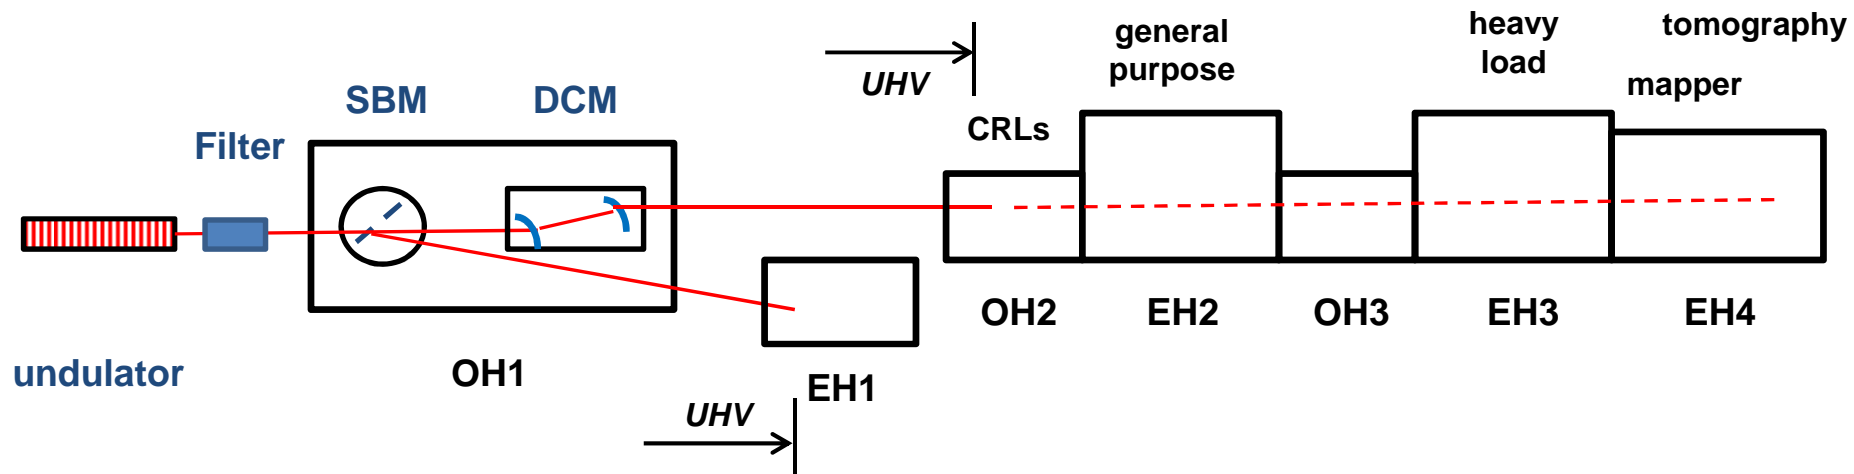 general
purpose
heavy
load
tomography
mapper
UHV
SBM
DCM
CRLs
Filter
OH2
EH2
OH3
EH3
EH4
undulator
OH1
EH1
UHV